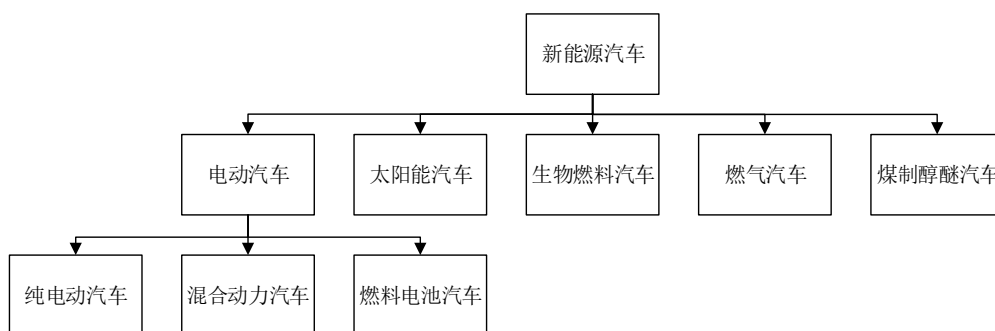 新能源汽车
电动汽车
太阳能汽车
生物燃料汽车
燃气汽车
煤制醇醚汽车
纯电动汽车
混合动力汽车
燃料电池汽车